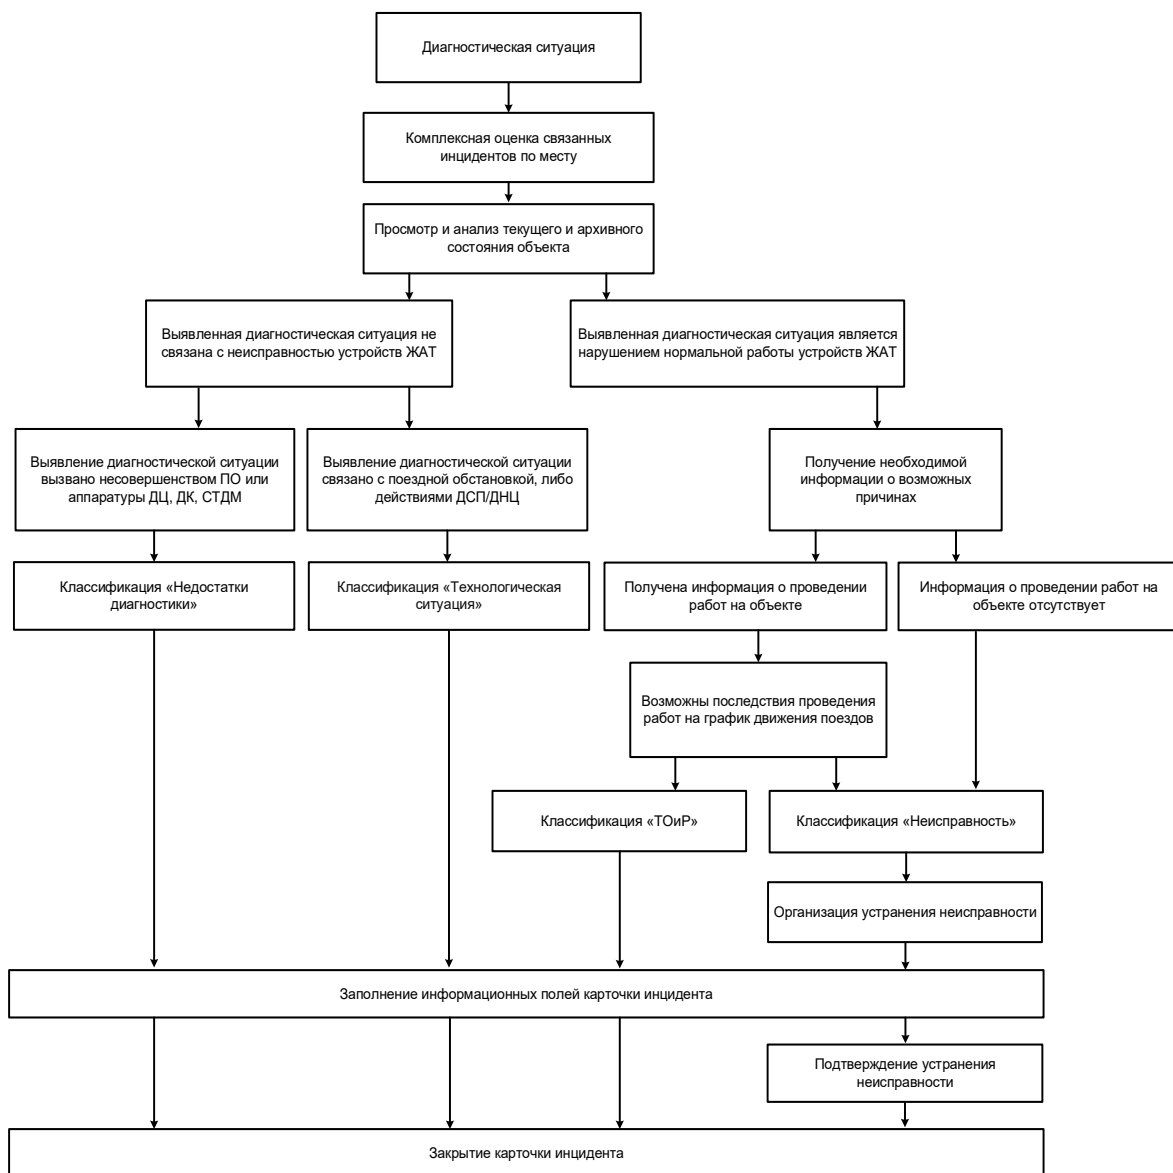 Диагностическая ситуация
Комплексная оценка связанных
инцидентов по месту
Просмотр и анализ текущего и архивного
состояния объекта
Выявленная диагностическая ситуация не
связана с неисправностью устройств ЖАТ
Выявленная диагностическая ситуация является
нарушением нормальной работы устройств ЖАТ
Выявление диагностической ситуации
вызвано несовершенством ПО или
аппаратуры ДЦ, ДК, СТДМ
Выявление диагностической ситуации
связано с поездной обстановкой, либо
действиями ДСП/ДНЦ
Получение необходимой
информации о возможных
причинах
Классификация «Недостатки
диагностики»
Классификация «Технологическая
ситуация»
Получена информация о проведении
работ на объекте
Информация о проведении работ на
объекте отсутствует
Возможны последствия проведения
работ на график движения поездов
Классификация «ТОиР»
Классификация «Неисправность»
Организация устранения неисправности
Заполнение информационных полей карточки инцидента
Подтверждение устранения
неисправности
Закрытие карточки инцидента